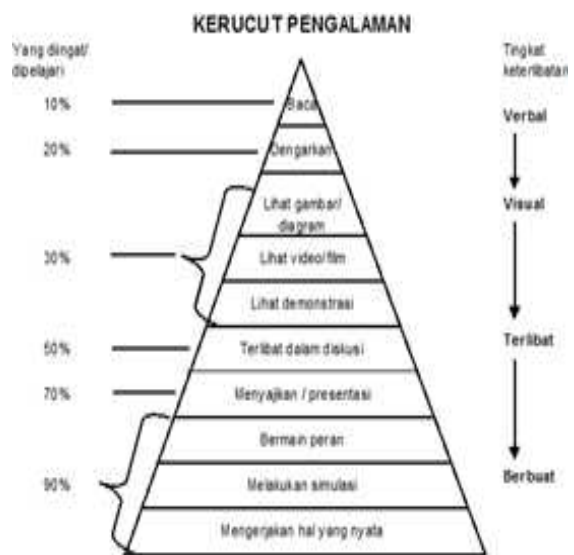 KERUCUT PENGALAMAN
Yang diingat/
dipelajari
Tingkat
keterlibatan
10%
Baca
Verbal
20%
Dengarkan
Lihat gambar/
diagram
Visual
30%
Lihat video/film
Lihat demonstrasi
50%
Terlibat dalam diskusi
Terlibat
70%
Menyajikan / presentasi
Bermain peran
90%
Melakukan simulasi
Berbuat
Mengerjakan hal yang nyata